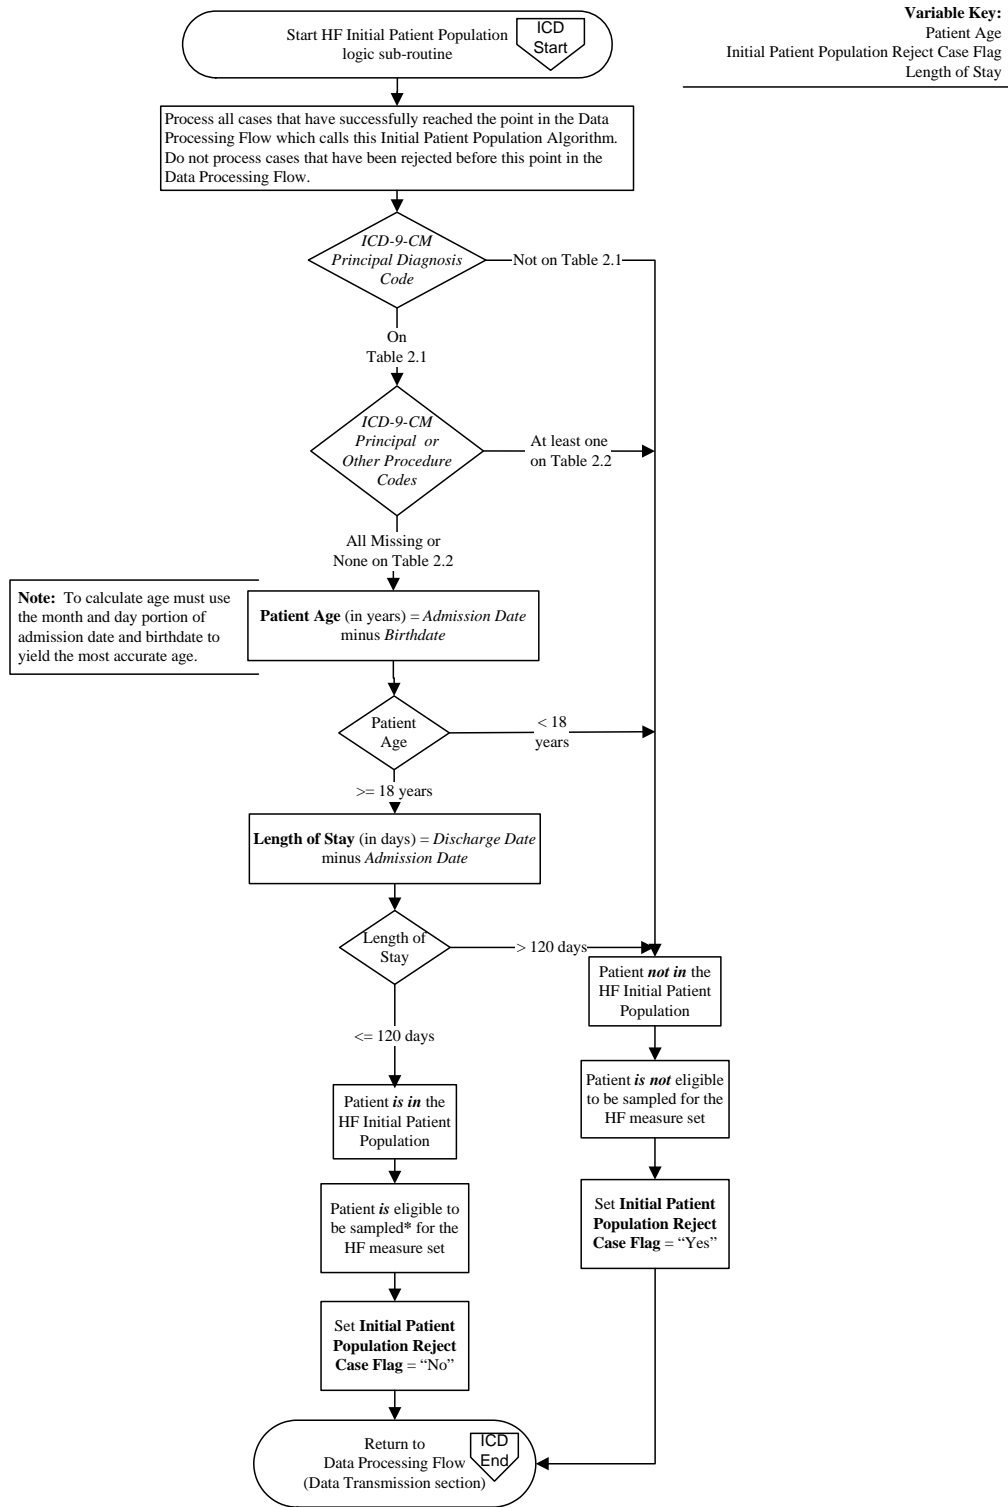 Variable Key:
Patient Age
Initial Patient Population Reject Case Flag
Length of Stay
Start HF Initial Patient Population
logic sub-routine
ICD
Start
Process all cases that have successfully reached the point in the Data
Processing Flow which calls this Initial Patient Population Algorithm.
Do not process cases that have been rejected before this point in the
Data Processing Flow.
ICD-9-CM
Principal Diagnosis
Code
Not on Table 2.1
On
Table 2.1
ICD-9-CM
Principal or
Other Procedure
Codes
At least one
on Table 2.2
All Missing or
None on Table 2.2
Note: To calculate age must use
the month and day portion of
admission date and birthdate to
yield the most accurate age.
Patient Age (in years) = Admission Date
minus Birthdate
Patient
Age
< 18
years
>= 18 years
Length of Stay (in days) = Discharge Date
minus Admission Date
Length of
Stay
> 120 days
<= 120 days
Patient not in the
HF Initial Patient
Population
Patient is not eligible
to be sampled for the
HF measure set
Set Initial Patient
Population Reject
Case Flag = “Yes”
Patient is in the
HF Initial Patient
Population
Patient is eligible to
be sampled* for the
HF measure set
Set Initial Patient
Population Reject
Case Flag = “No”
Return to
Data Processing Flow
(Data Transmission section)
ICD
End